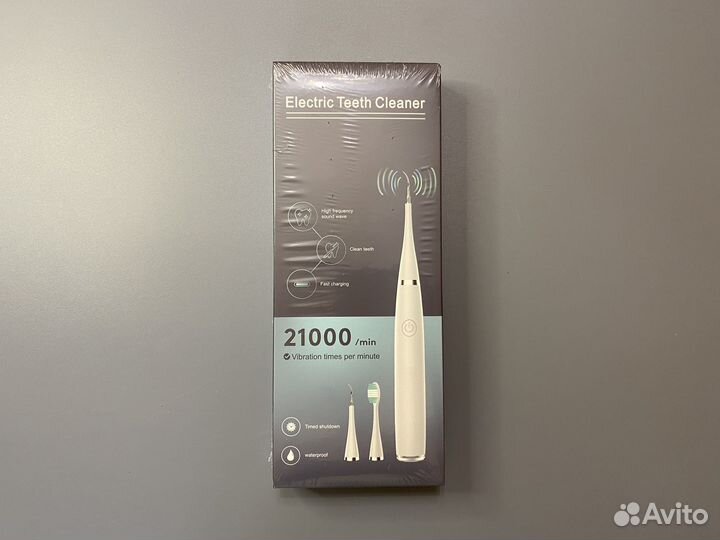 Electric Teeth Cleaner
High frequency
sound wave
Clean teeth
Fast charging
21000 /min
Vibration times per minute
Timed shutdown
waterproof
Avito